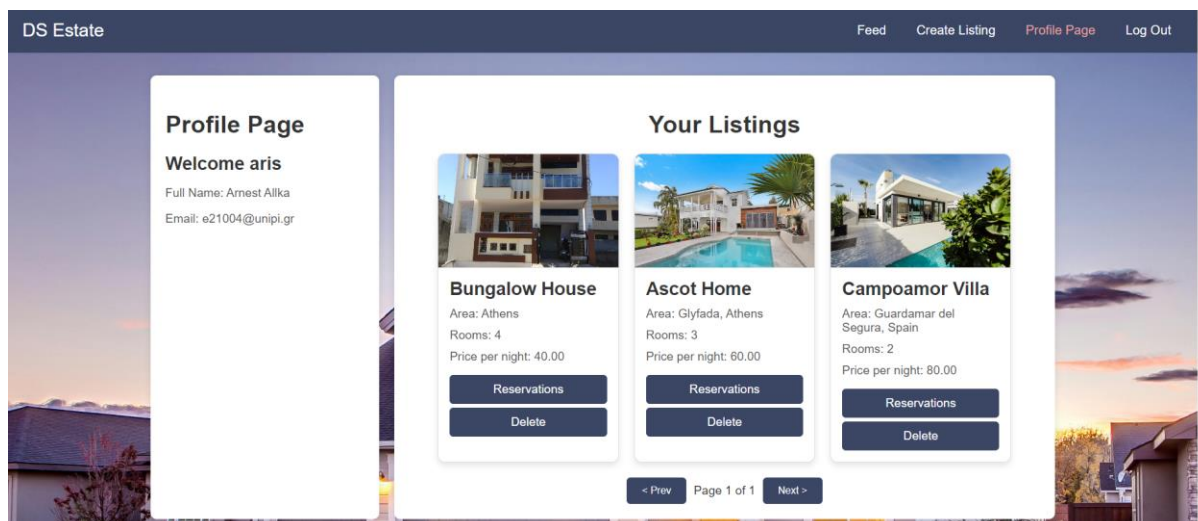 DS Estate
Feed
Create Listing
Profile Page
Log Out
Profile Page
Welcome aris
Full Name: Arnest Allka
Email: e21004@unipi.gr
Your Listings
Bungalow House
Area: Athens
Rooms: 4
Price per night: 40.00
Reservations
Delete
Ascot Home
Area: Glyfada, Athens
Rooms: 3
Price per night: 60.00
Reservations
Delete
Campoamor Villa
Area: Guardamar del
Segura, Spain
Rooms: 2
Price per night: 80.00
Reservations
Delete
< Prev
Page 1 of 1
Next >